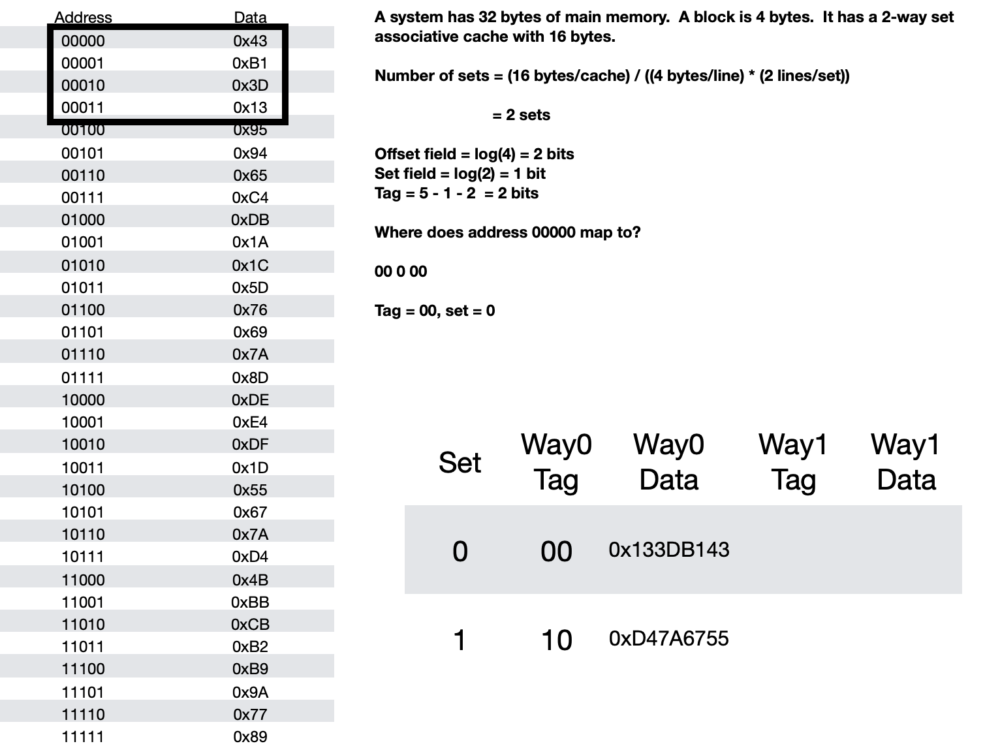 Address Data
00000 0x43
00001 0xB1
00010 0x3D
00011 0x13
00100 0x95
00101 0x94
00110 0x65
00111 0xC4
01000 0xDB
01001 0x1A
01010 0x1C
01011 0x5D
01100 0x76
01101 0x69
01110 0x7A
01111 0x8D
10000 0xDE
10001 0xE4
10010 0xDF
10011 0x1D
10100 0x55
10101 0x67
10110 0x7A
10111 0xD4
11000 0x4B
11001 0xBB
11010 0xCB
11011 0xB2
11100 0xB9
11101 0x9A
11110 0x77
11111 0x89
A system has 32 bytes of main memory.  A block is 4 bytes.  It has a 2-way set
associative cache with 16 bytes.
Number of sets = (16 bytes/cache) / ((4 bytes/line) * (2 lines/set))
= 2 sets
Offset field = log(4) = 2 bits
Set field = log(2) = 1 bit
Tag = 5 - 1 - 2  = 2 bits
Where does address 00000 map to?
00 0 00
Tag = 00, set = 0
Set Way0 Tag Way0 Data Way1 Tag Way1 Data
0 00 0x133DB143
1 10 0xD47A6755